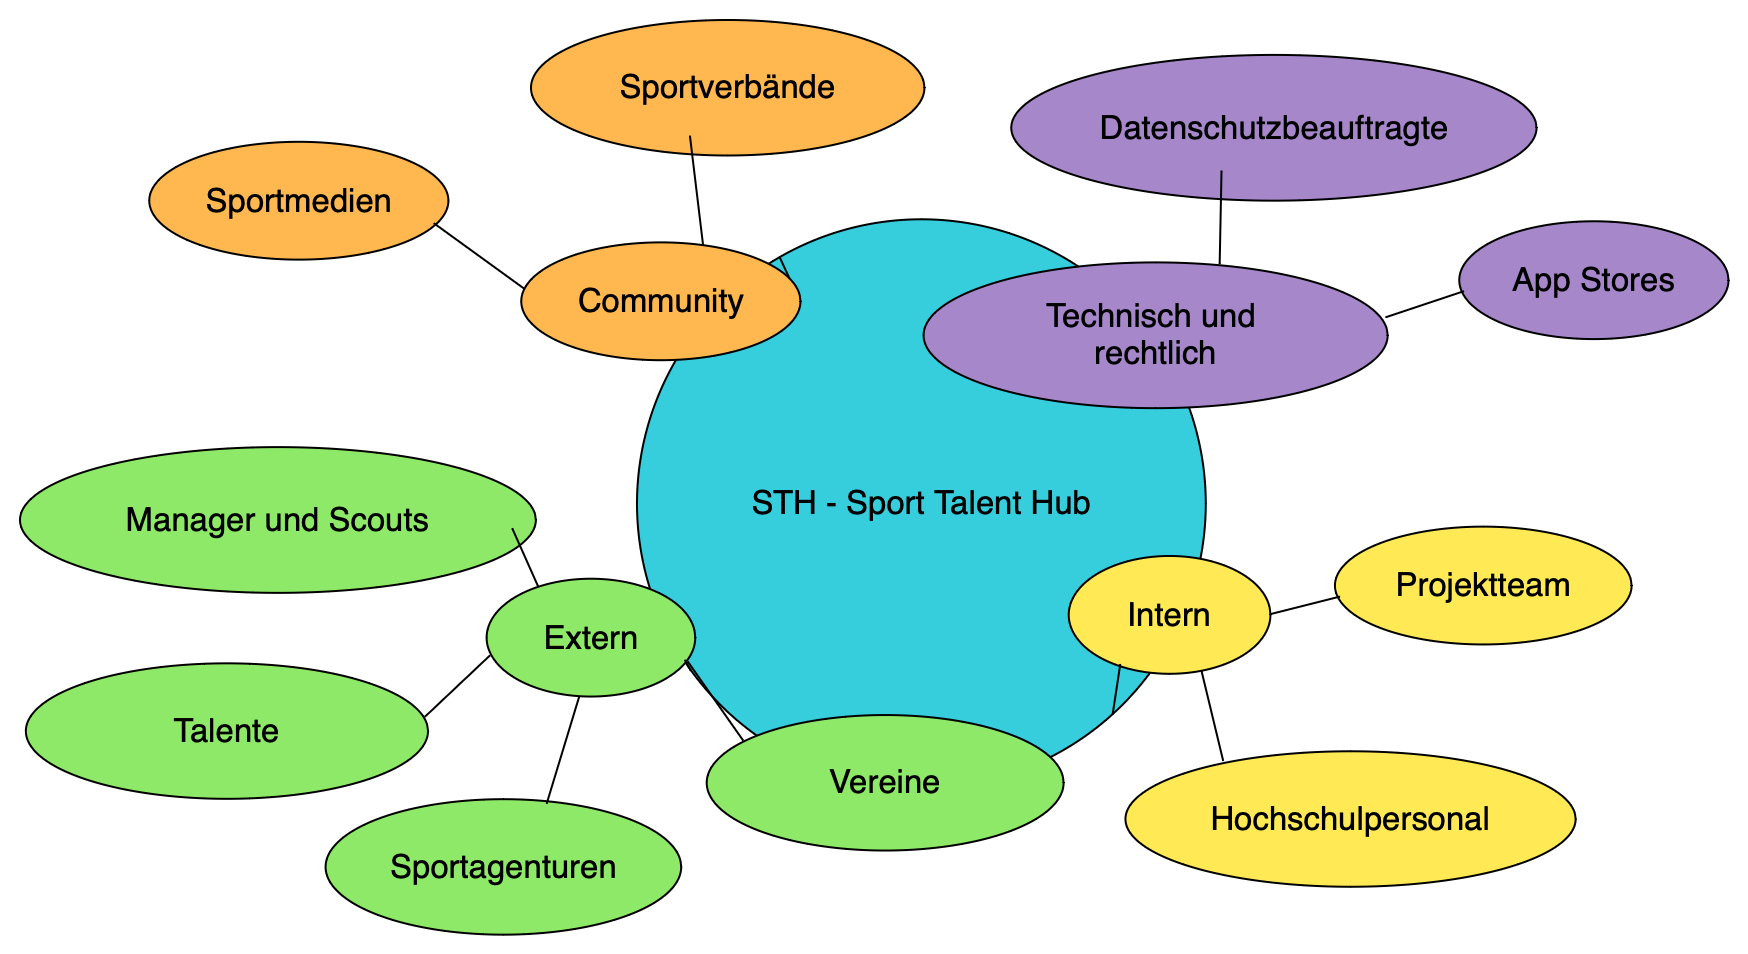 Sportverbände
Datenschutzbeauftragte
Sportmedien
App Stores
Community
Technisch und
rechtlich
STH - Sport Talent Hub
Manager und Scouts
Projektteam
Intern
Extern
Talente
Vereine
Hochschulpersonal
Sportagenturen